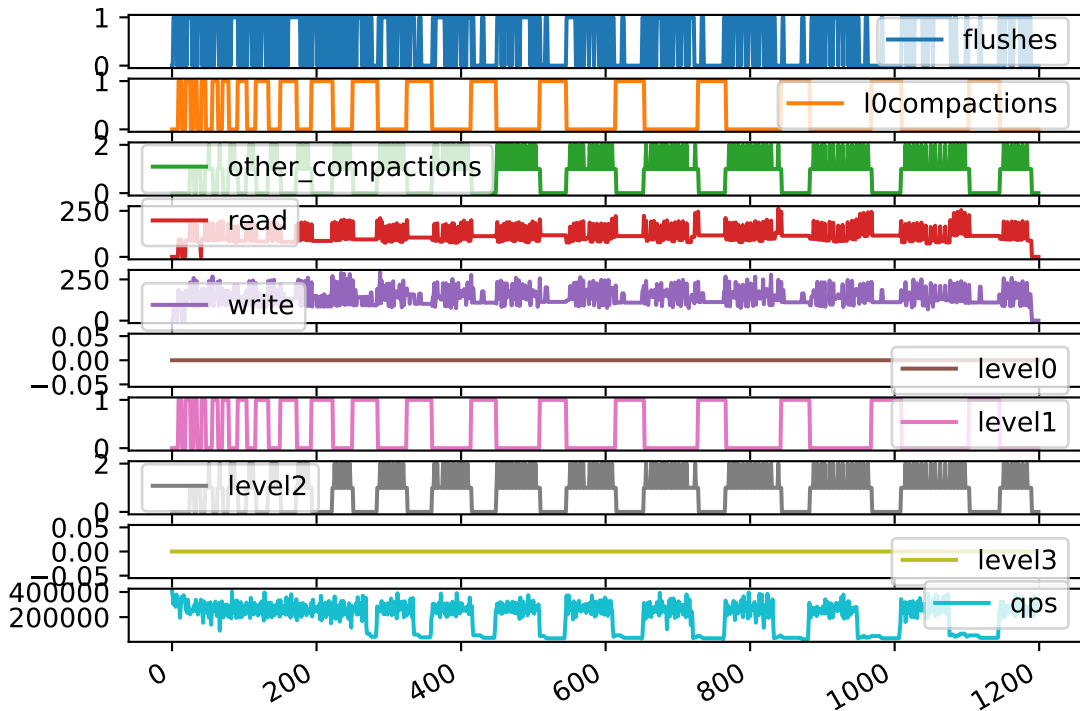 1
flushes
0
1
l0compactions
0
2
other_compactions
0
250
read
0
250
write
0
0.05
0.00
level0
−0.05
1
level1
0
2
level2
0
0.05
0.00
level3
−0.05
400000
qps
200000
0 200 400 600 800 1000 1200